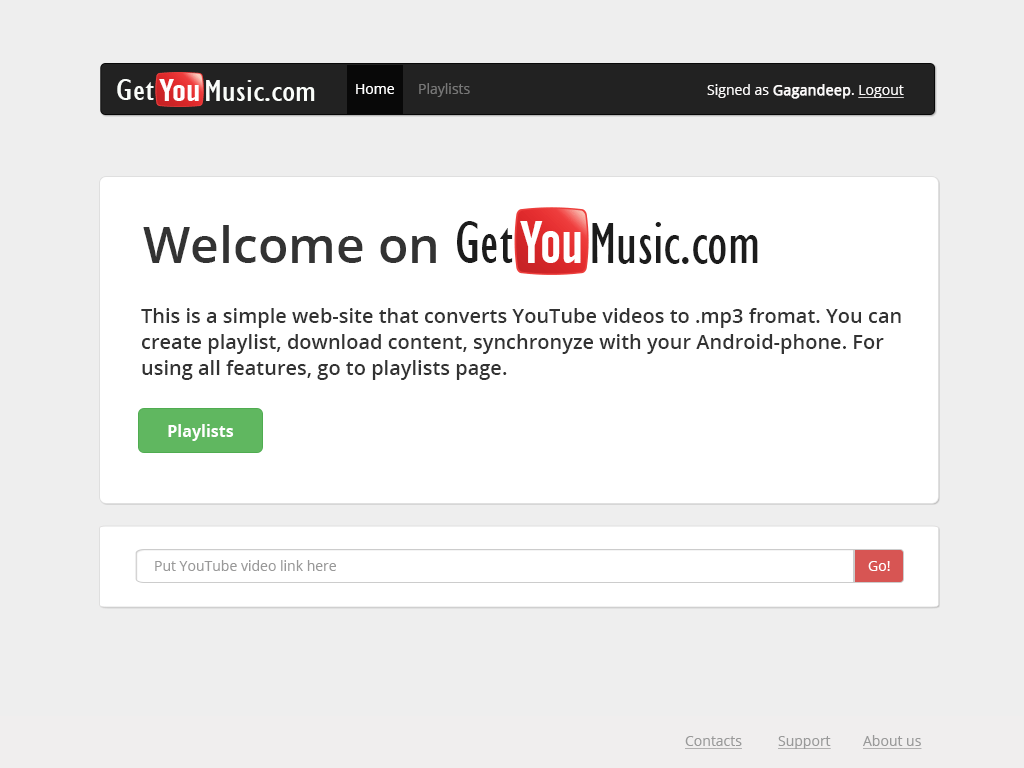 GetYouMusic.com Home Playlists Signed as Gagandeep. Logout
Welcome on GetYouMusic.com
This is a simple web-site that converts YouTube videos to .mp3 fromat. You can
create playlist, download content, synchronyze with your Android-phone. For
using all features, go to playlists page.
Playlists
Put YouTube video link here Go!
Contacts Support About us